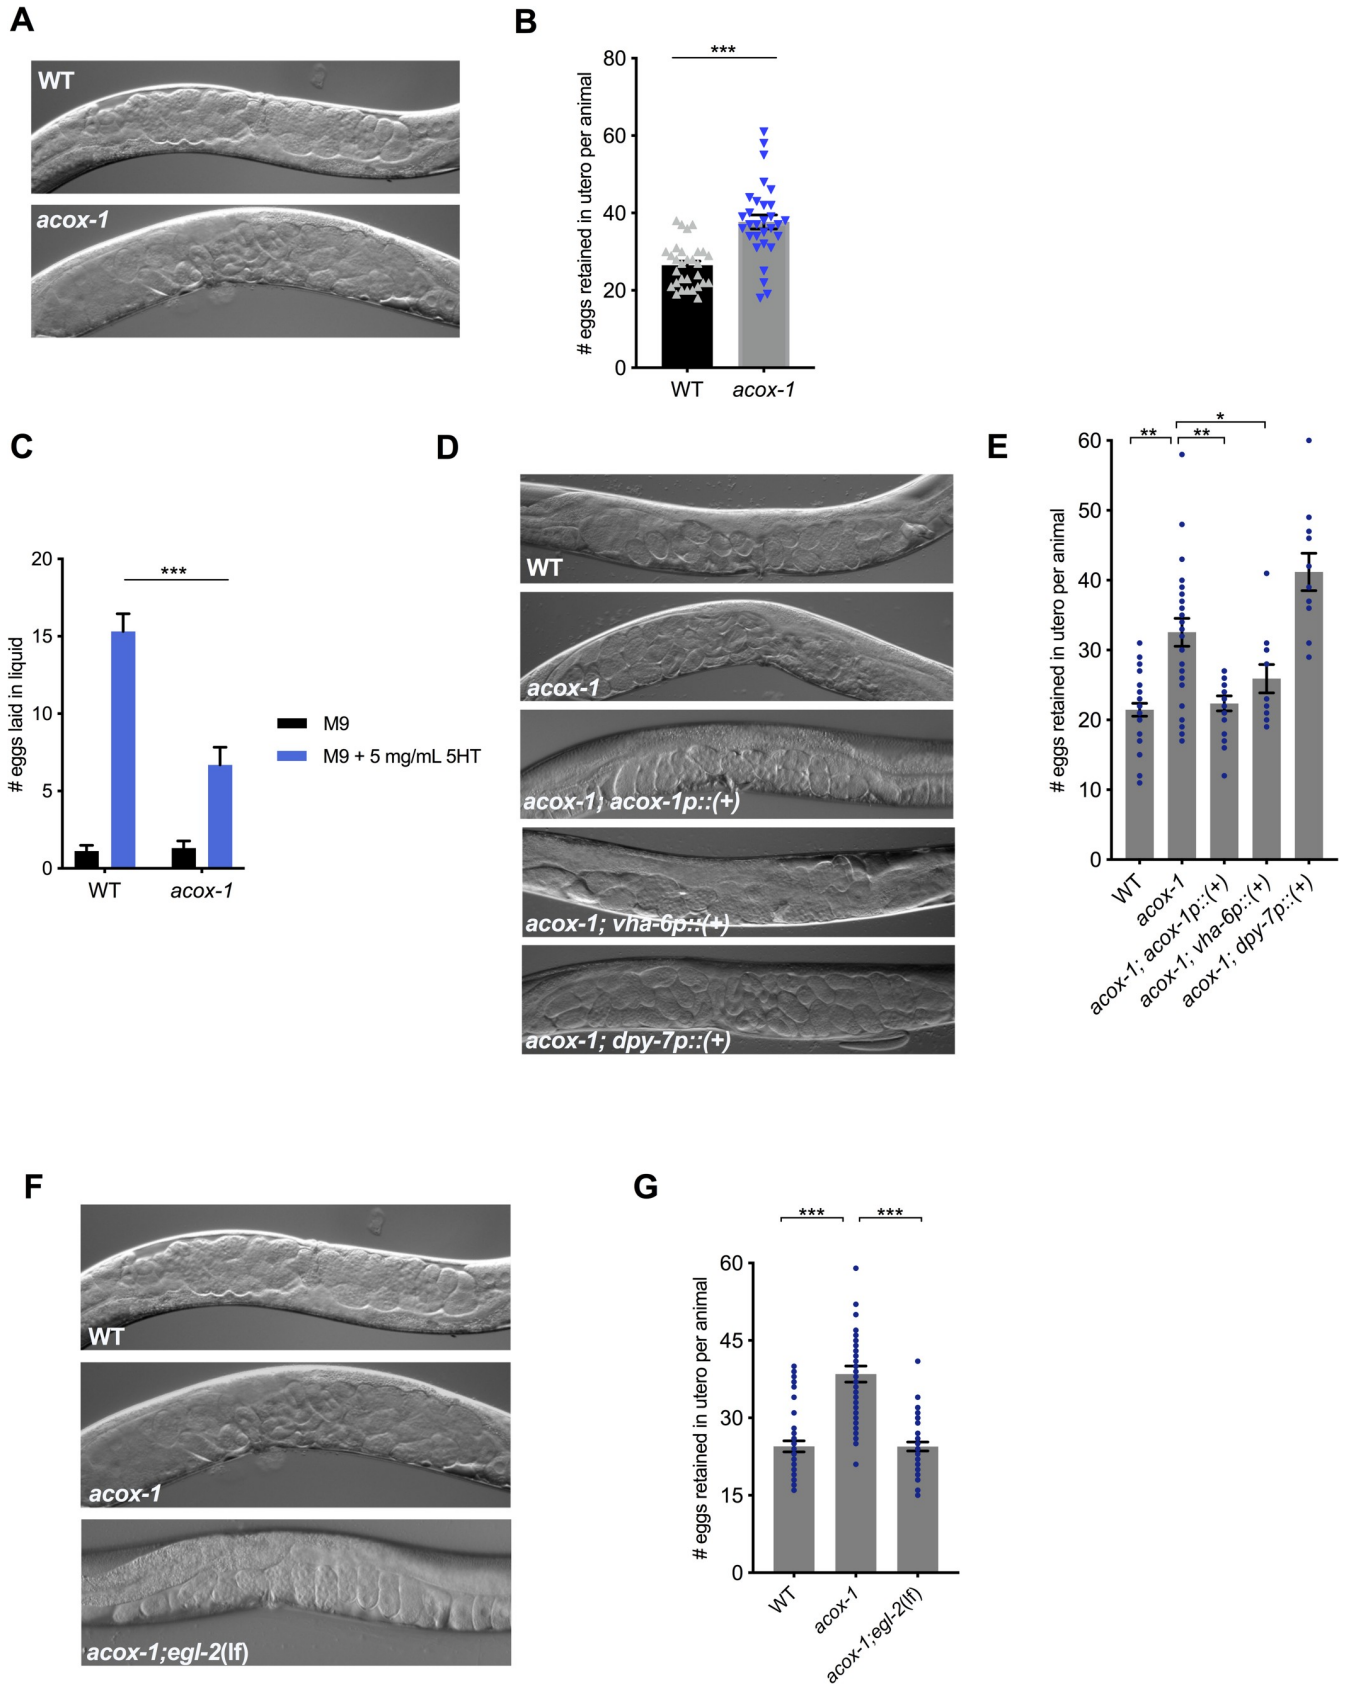 A
WT
acox-1
B
***
# eggs retained in utero per animal
80
60
40
20
0
WT
acox-1
C
***
# eggs laid in liquid
20
15
10
5
0
WT
acox-1
M9
M9 + 5 mg/mL 5HT
D
WT
acox-1
acox-1; acox-1p::(+)
acox-1; vha-6p::(+)
acox-1; dpy-7p::(+)
E
*
**
**
# eggs retained in utero per animal
60
50
40
30
20
10
0
WT
acox-1
acox-1; acox-1p::(+)
acox-1; vha-6p::(+)
acox-1; dpy-7p::(+)
F
WT
acox-1
acox-1;egl-2(lf)
G
***
***
# eggs retained in utero per animal
60
45
30
15
0
WT
acox-1
acox-1;egl-2(lf)